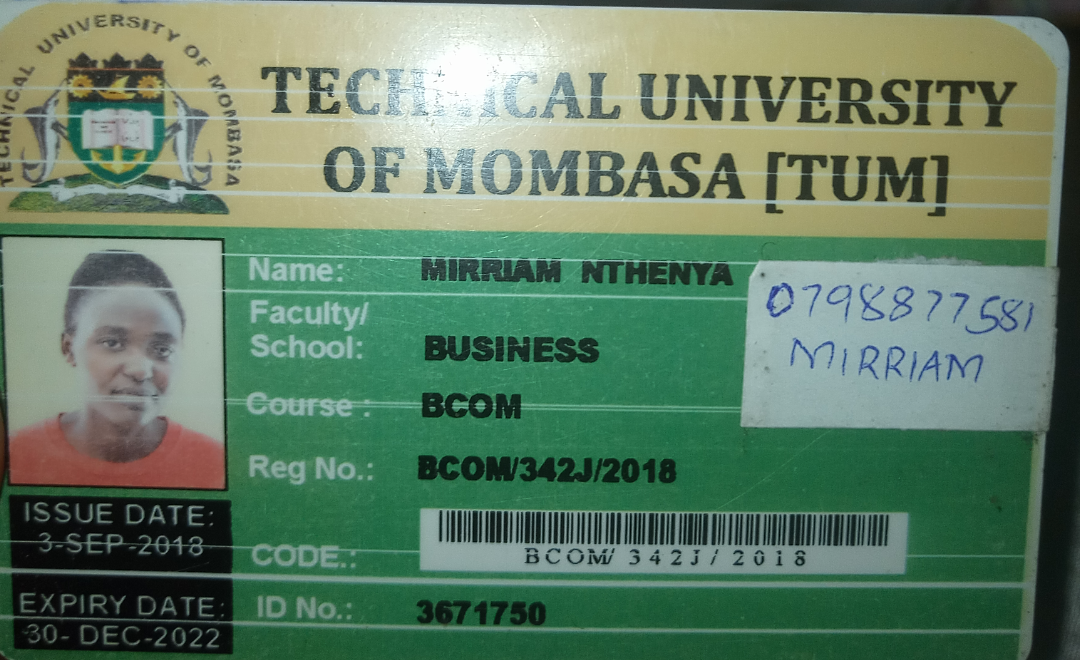 TECHNICAL UNIVERSITY OF MOMBASA
TECHNICAL UNIVERSITY
OF MOMBASA [TUM]
Name: MIRRIAM NTHENYA
Faculty/
School: BUSINESS
Course : BCOM
Reg No.: BCOM/342J/2018
CODE.: BCOM/ 342J/ 2018
ID No.: 3671750
0798877581
MIRRIAM
ISSUE DATE:
3-SEP-2018
EXPIRY DATE:
30- DEC-2022